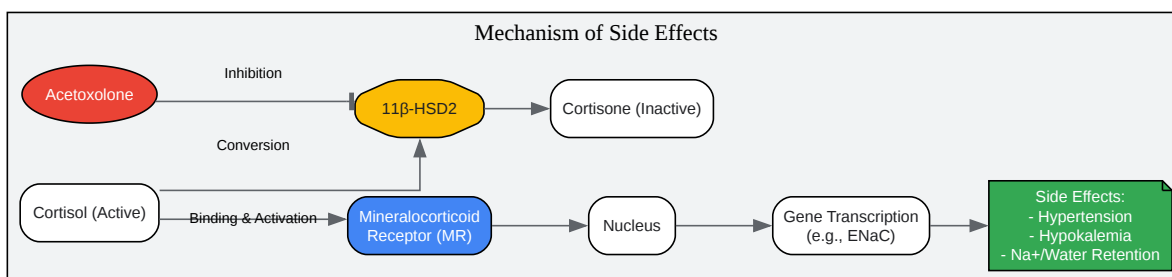 Mechanism of Side Effects
Inhibition
Acetoxolone
11β-HSD2
Cortisone (Inactive)
Conversion
Cortisol (Active)
Binding & Activation
Mineralocorticoid
Receptor (MR)
Nucleus
Gene Transcription
(e.g., ENaC)
Side Effects:
- Hypertension
- Hypokalemia
- Na+/Water Retention